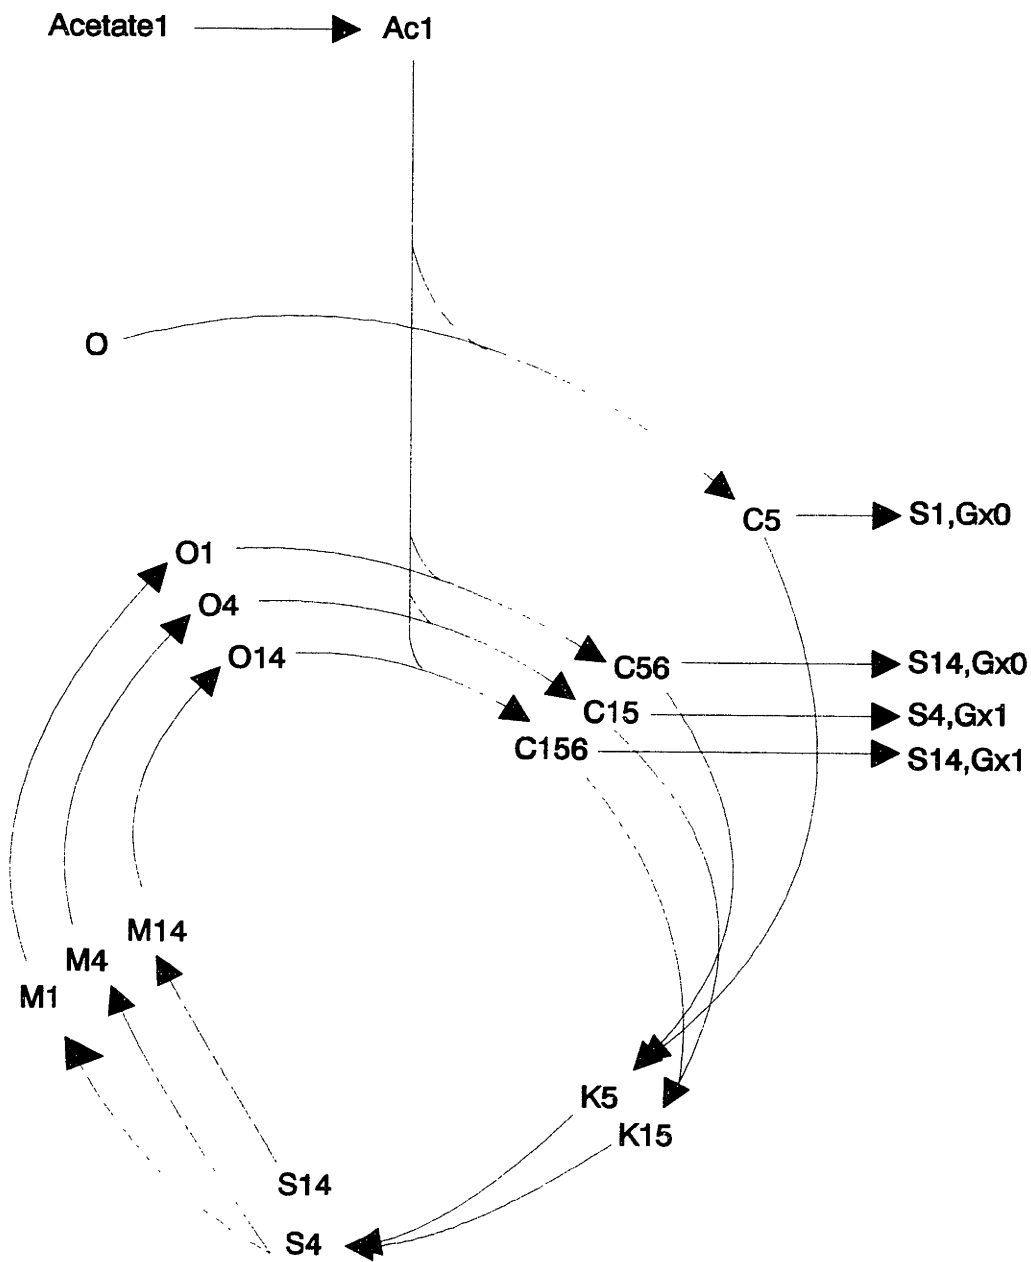 Acetate1
Ac1
O
C5
S1,Gx0
O1
O4
O14
C56
S14,Gx0
C15
S4,Gx1
C156
S14,Gx1
M14
M4
M1
K5
K15
S14
S4